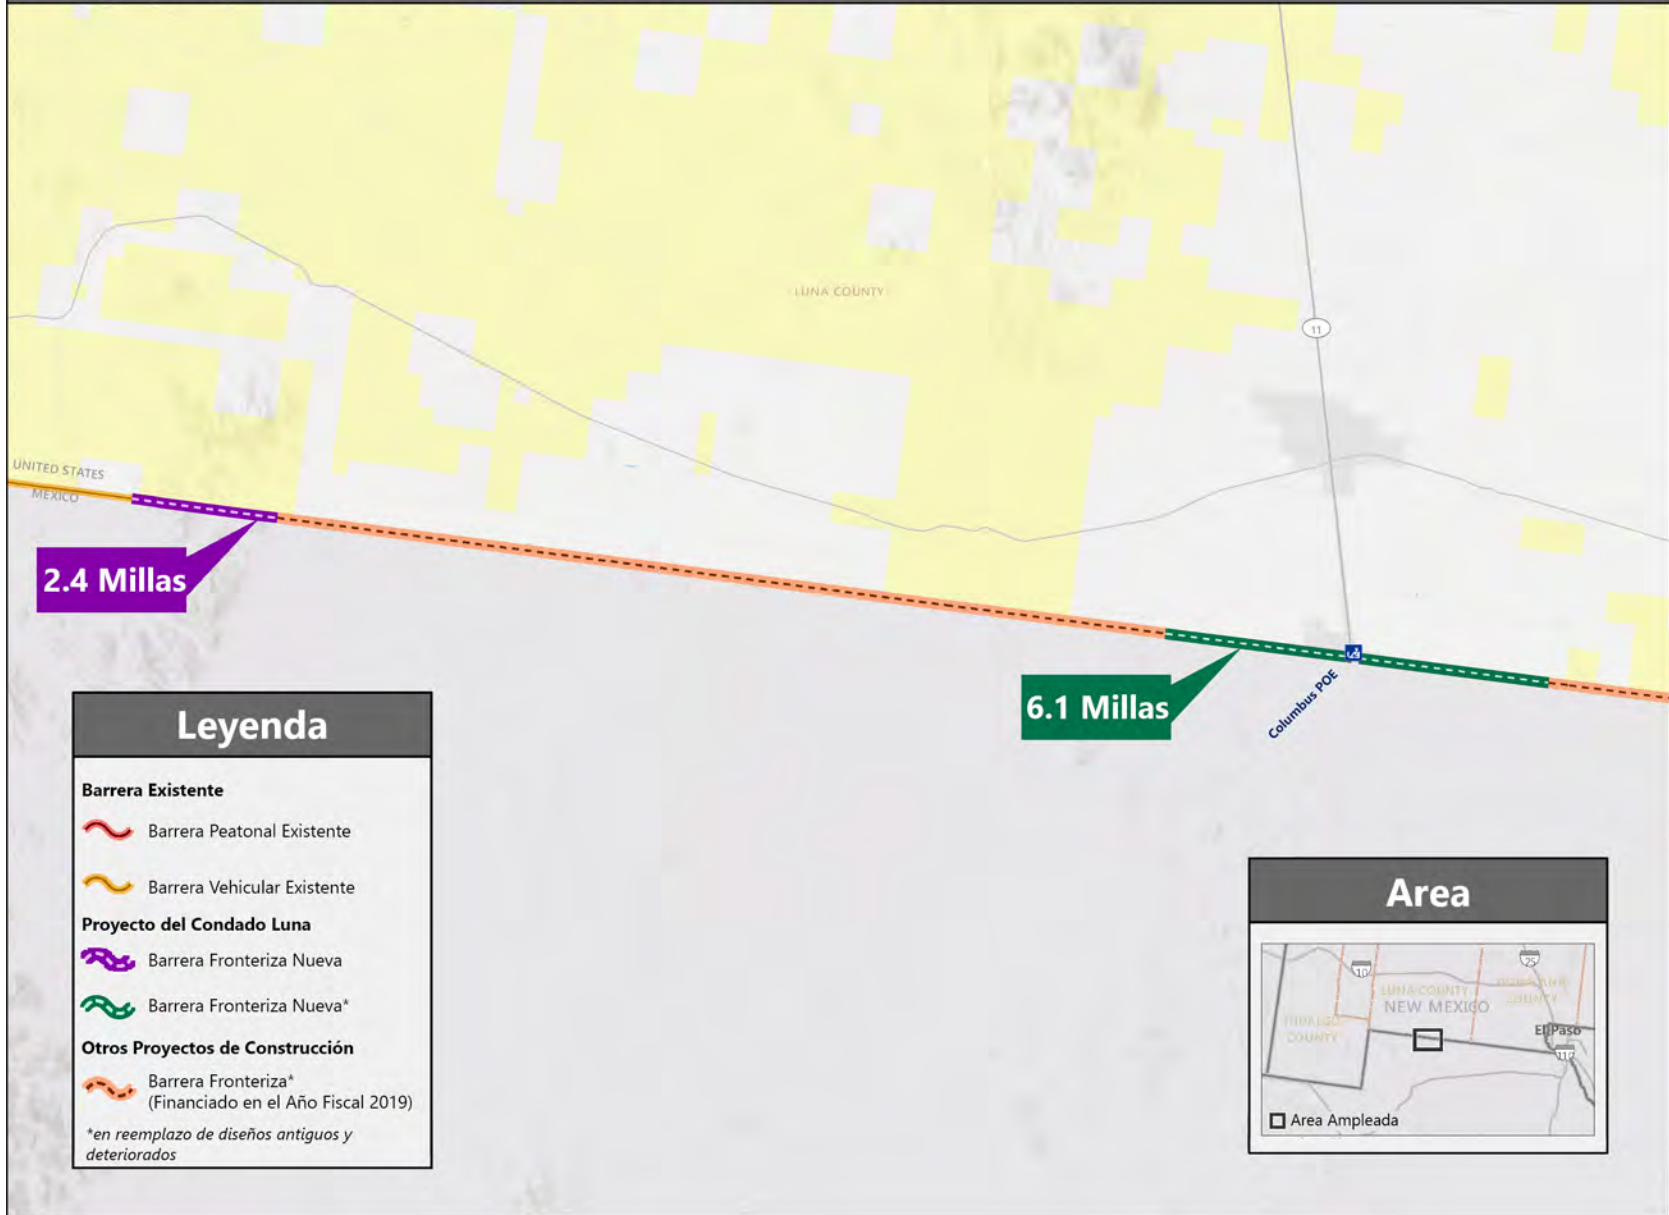 LUNA COUNTY
11
UNITED STATES
MEXICO
2.4 Millas
6.1 Millas
Columbus POE
Leyenda
Barrera Existente
Barrera Peatonal Existente
Barrera Vehicular Existente
Proyecto del Condado Luna
Barrera Fronteriza Nueva
Barrera Fronteriza Nueva*
Otros Proyectos de Construcción
Barrera Fronteriza*
(Financiado en el Año Fiscal 2019)
*en reemplazo de diseños antiguos y
deteriorados
Area
10
25
LUNA COUNTY
COUNTY
NEW MEXICO
HIDALGO
COUNTY
El Paso
110
Area Ampleada